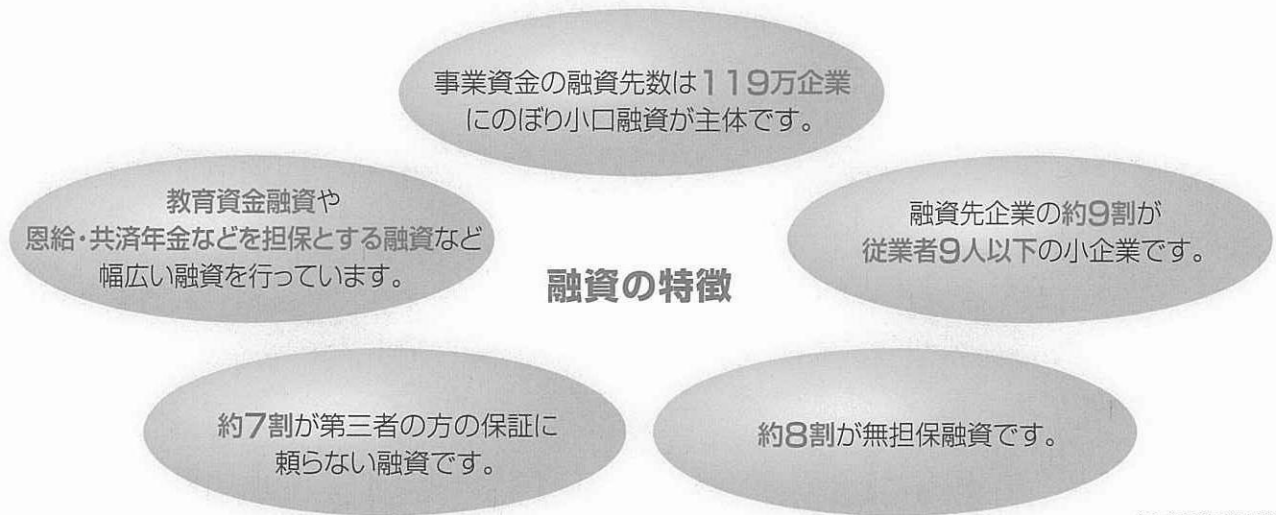 事業資金の融資先数は119万企業
にのぼり小口融資が主体です。
教育資金融資や
恩給・共済年金などを担保とする融資など
幅広い融資を行っています。
融資先企業の約9割が
従業者9人以下の小企業です。
融資の特徴
約7割が第三者の方の保証に
頼らない融資です。
約8割が無担保融資です。